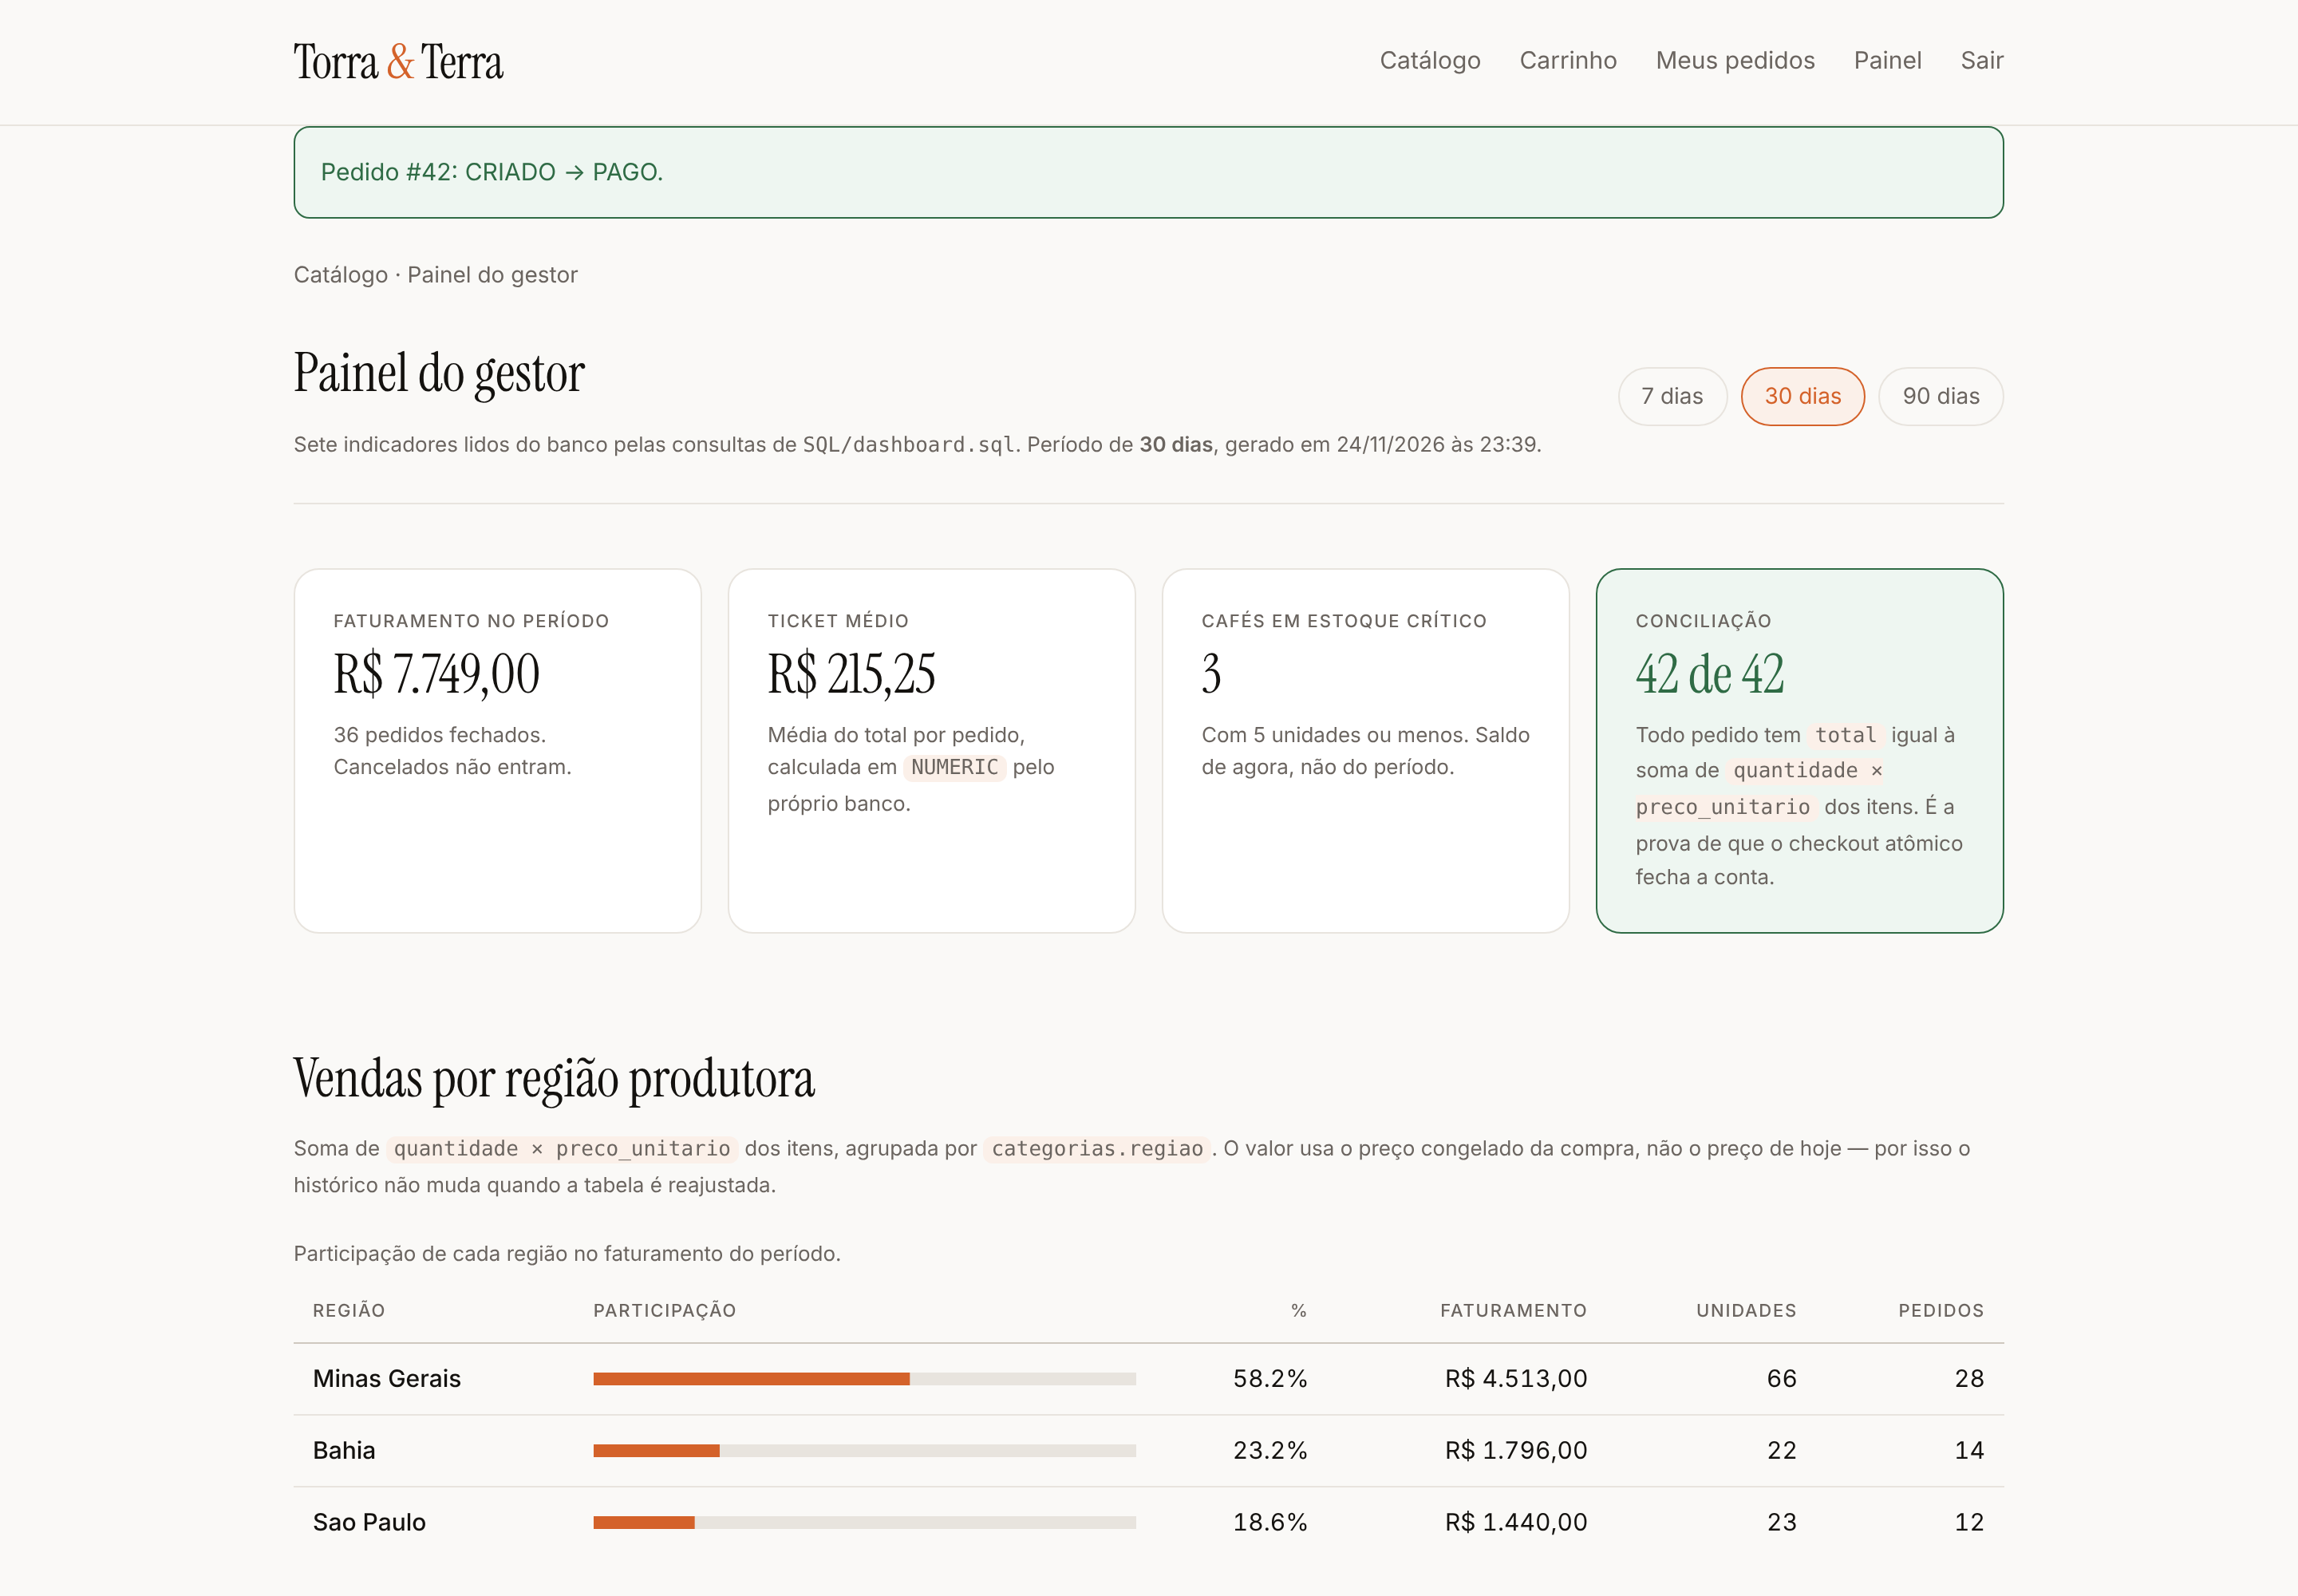 Torra & Terra
Catálogo Carrinho Meus pedidos Painel Sair
Pedido #42: CRIADO → PAGO.
Catálogo · Painel do gestor
Painel do gestor
7 dias 30 dias 90 dias
Sete indicadores lidos do banco pelas consultas de SQL/dashboard.sql. Período de 30 dias, gerado em 24/11/2026 às 23:39.
FATURAMENTO NO PERÍODO
R$ 7.749,00
36 pedidos fechados.
Cancelados não entram.
TICKET MÉDIO
R$ 215,25
Média do total por pedido,
calculada em NUMERIC pelo
próprio banco.
CAFÉS EM ESTOQUE CRÍTICO
3
Com 5 unidades ou menos. Saldo
de agora, não do período.
CONCILIAÇÃO
42 de 42
Todo pedido tem total igual à
soma de quantidade ×
preco_unitario dos itens. É a
prova de que o checkout atômico
fecha a conta.
Vendas por região produtora
Soma de quantidade × preco_unitario dos itens, agrupada por categorias.regiao. O valor usa o preço congelado da compra, não o preço de hoje — por isso o
histórico não muda quando a tabela é reajustada.
Participação de cada região no faturamento do período.
REGIÃO PARTICIPAÇÃO % FATURAMENTO UNIDADES PEDIDOS
Minas Gerais 58.2% R$ 4.513,00 66 28
Bahia 23.2% R$ 1.796,00 22 14
Sao Paulo 18.6% R$ 1.440,00 23 12